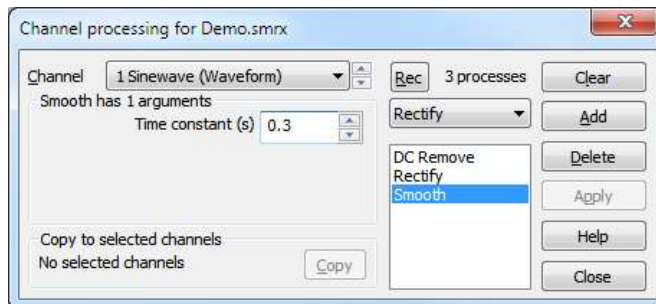 Channel processing for Demo.smrx
Channel 1 Sinewave (Waveform) Rec 3 processes Clear
Smooth has 1 arguments
Time constant (s) 0.3 Rectify Add
DC Remove Delete
Rectify
Smooth Apply
Copy to selected channels Help
No selected channels Copy Close